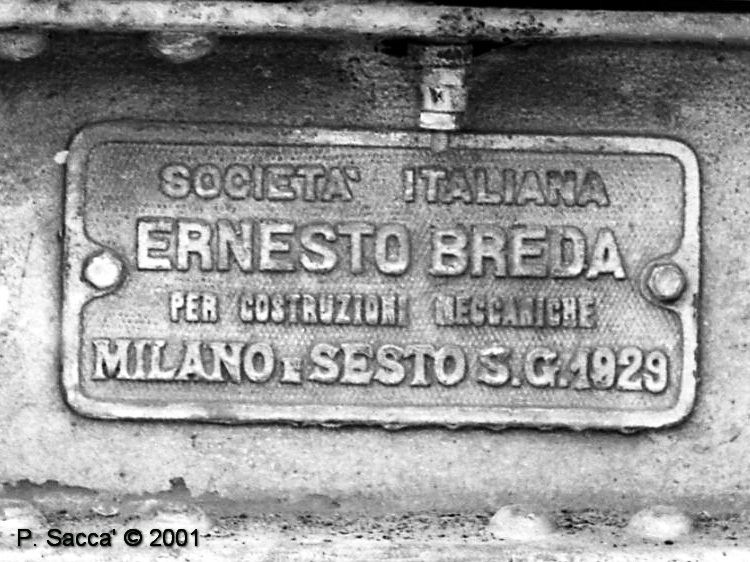 SOCIETA' ITALIANA
ERNESTO BREDA
PER COSTRUZIONI MECCANICHE
MILANO E SESTO S.G. 1929
P. Sacca' © 2001